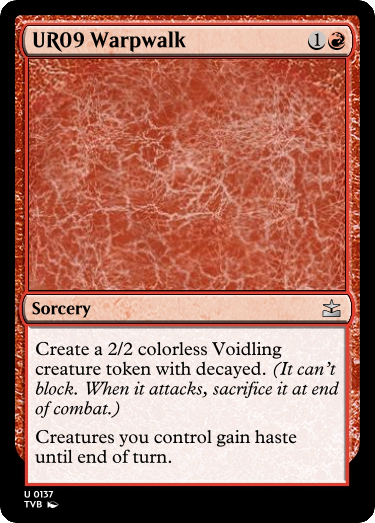 UR09 Warpwalk 1
Sorcery
Create a 2/2 colorless Voidling
creature token with decayed. (It can't
block. When it attacks, sacrifice it at end
of combat.)
Creatures you control gain haste
until end of turn.
U 0137
TVB